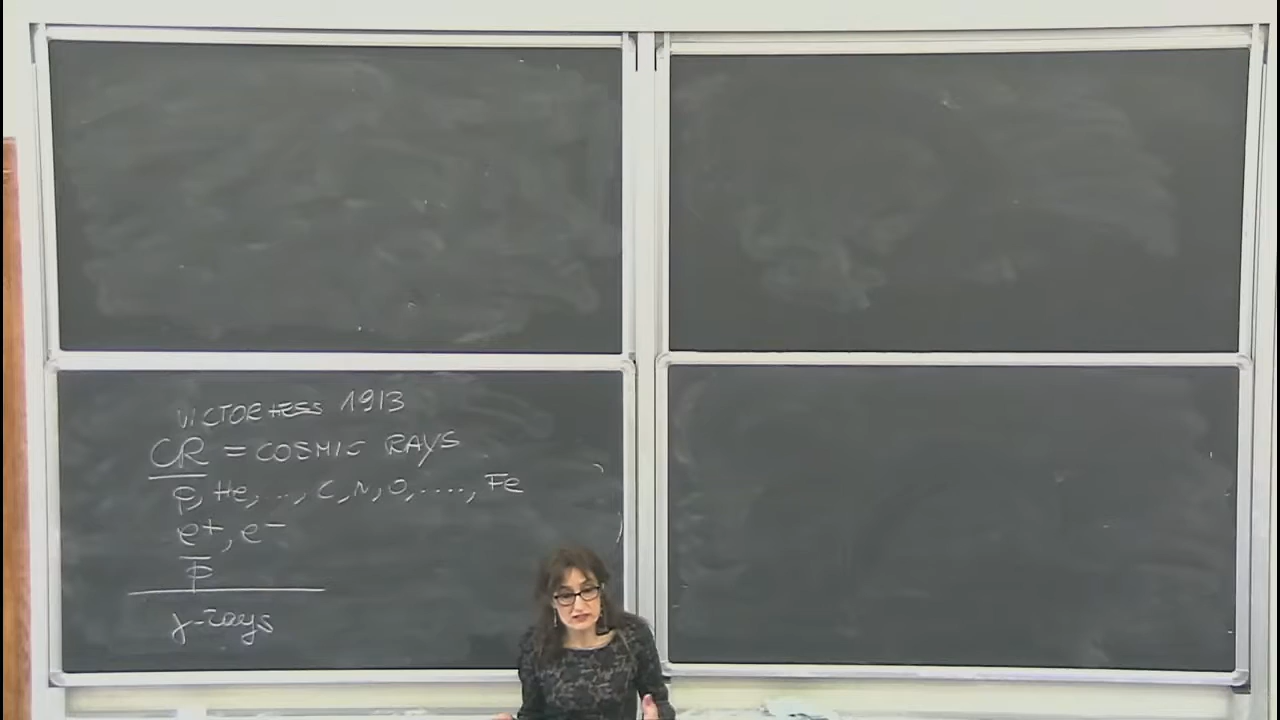 VICTOR HESS 1913
CR = COSMIC RAYS
p, He, .., C, N, O, ...., Fe
e+, e-
p̅
γ-rays